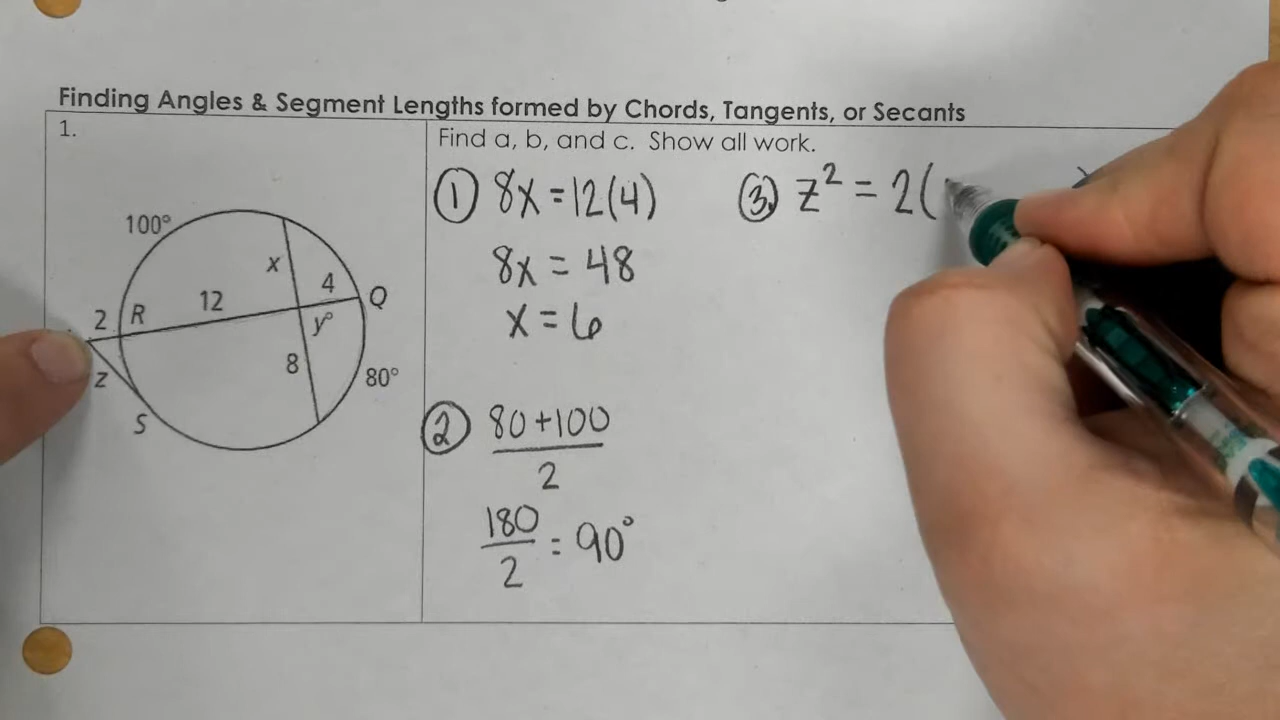 Finding Angles & Segment Lengths formed by Chords, Tangents, or Secants
1.
Find a, b, and c. Show all work.
100°
x
4
Q
12
2
R
y°
8
z
80°
S
① 8x = 12(4)
8x = 48
x = 6
② 80+100
2
180
2
= 90°
③ z² = 2(